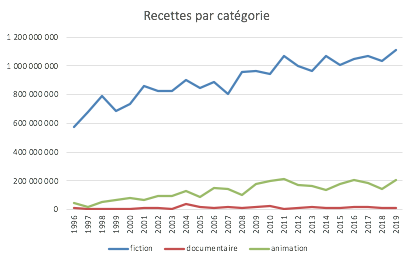 Recettes par catégorie
1 200 000 000
1 000 000 000
800 000 000
600 000 000
400 000 000
200 000 000
0
1996 1997 1998 1999 2000 2001 2002 2003 2004 2005 2006 2007 2008 2009 2010 2011 2012 2013 2014 2015 2016 2017 2018 2019
fiction documentaire animation